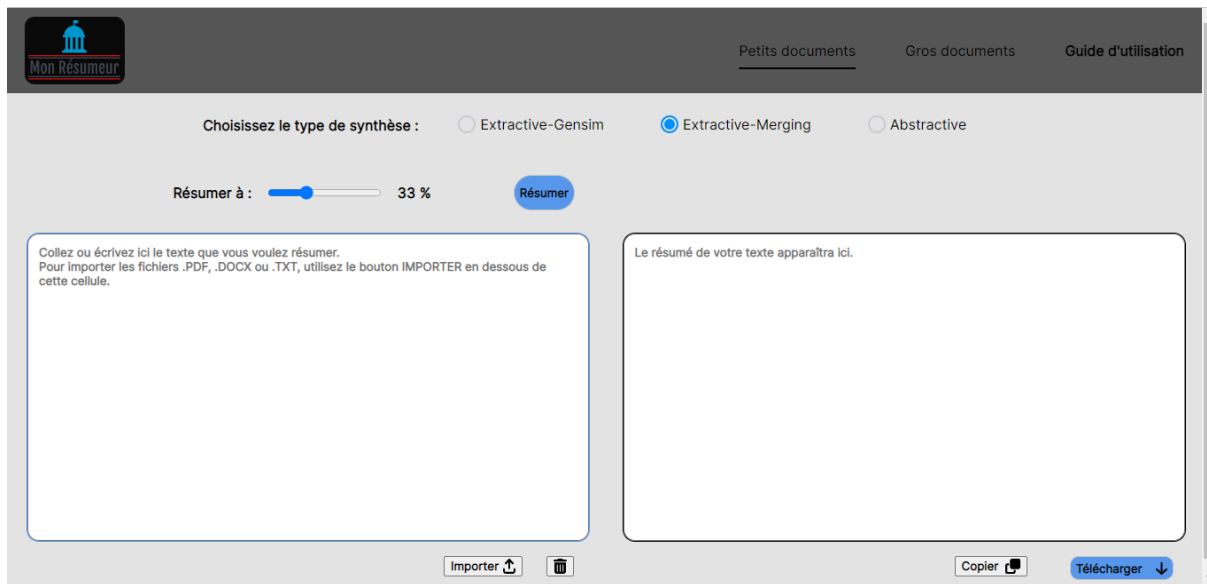 Mon Résumeur
Petits documents
Gros documents
Guide d'utilisation
Choisissez le type de synthèse :
Extractive-Gensim
Extractive-Merging
Abstractive
Résumer à :
33 %
Résumer
Collez ou écrivez ici le texte que vous voulez résumer.
Pour importer les fichiers .PDF, .DOCX ou .TXT, utilisez le bouton IMPORTER en dessous de
cette cellule.
Le résumé de votre texte apparaîtra ici.
Importer
Copier
Télécharger